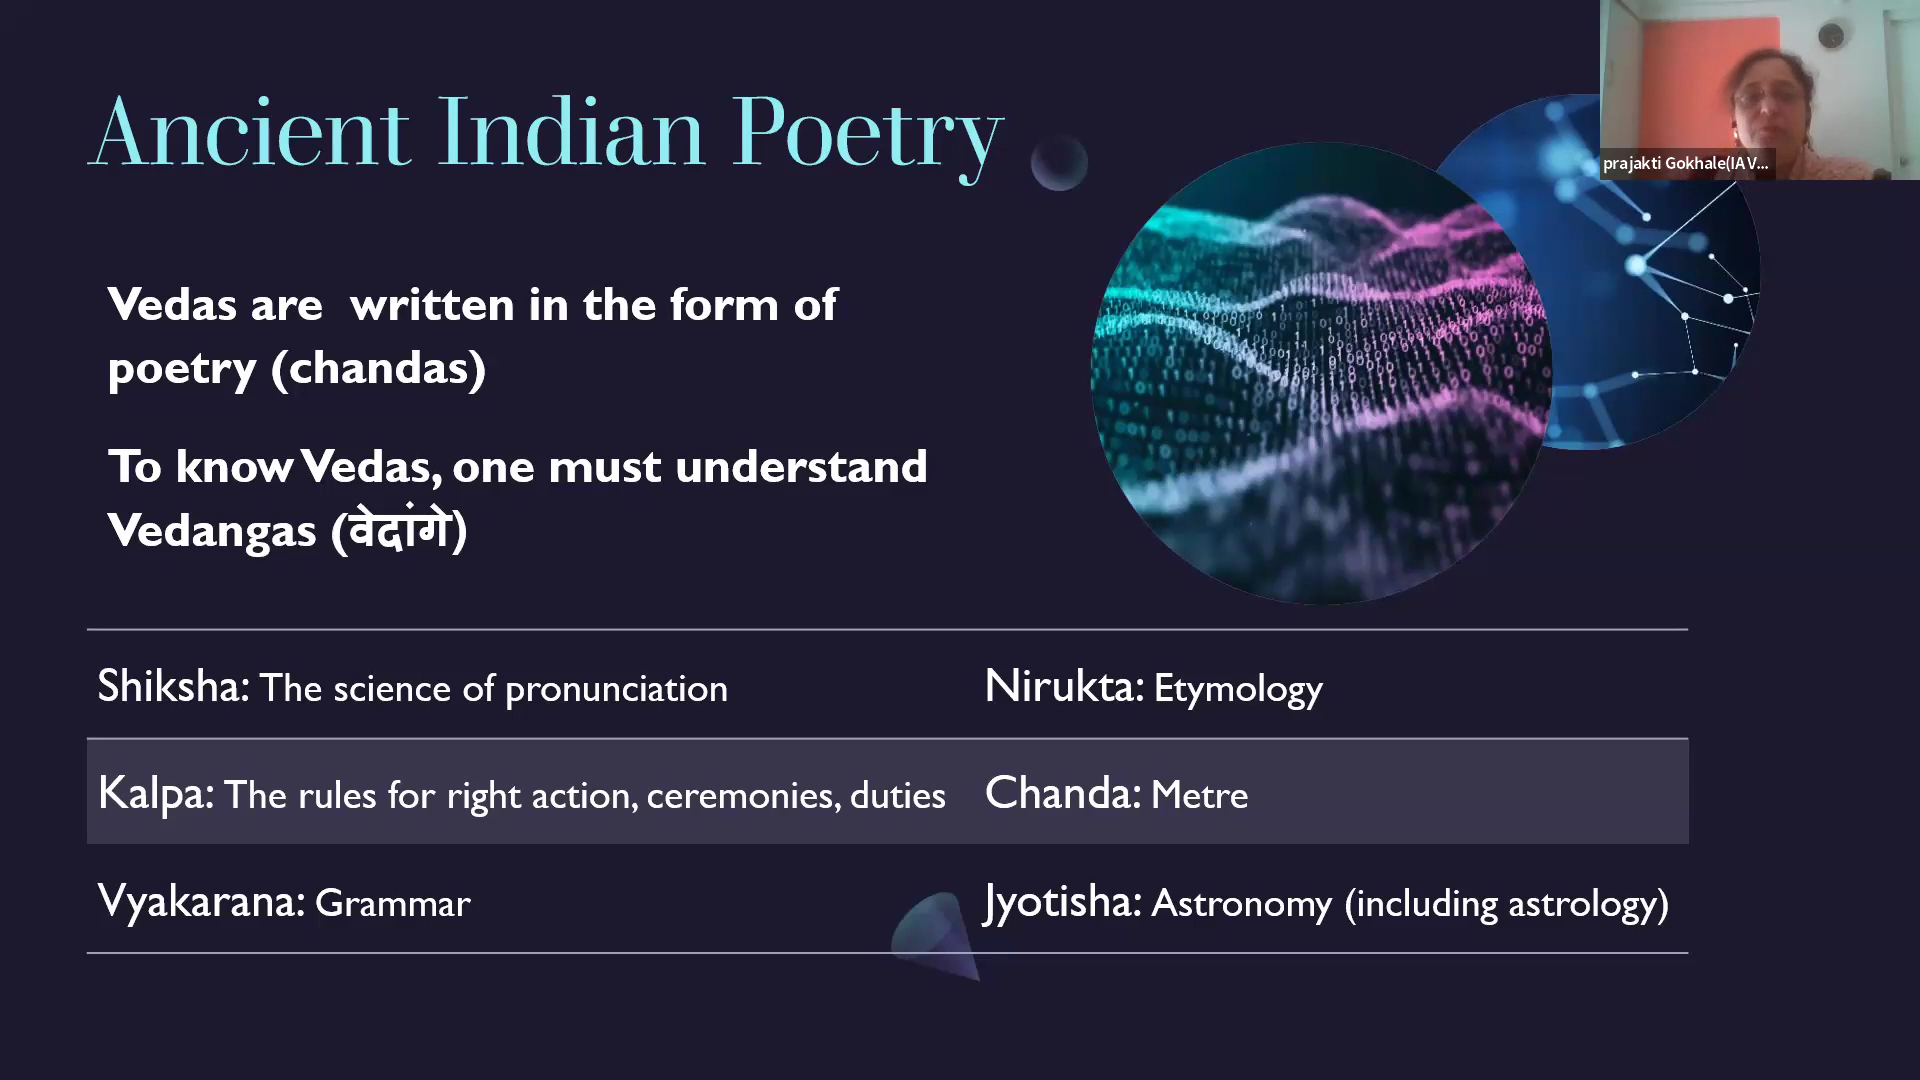 Ancient Indian Poetry
prajakti Gokhale(IAV...
Vedas are written in the form of
poetry (chandas)
To know Vedas, one must understand
Vedangas (वेदांगे)
Shiksha: The science of pronunciation
Nirukta: Etymology
Kalpa: The rules for right action, ceremonies, duties
Chanda: Metre
Vyakarana: Grammar
Jyotisha: Astronomy (including astrology)